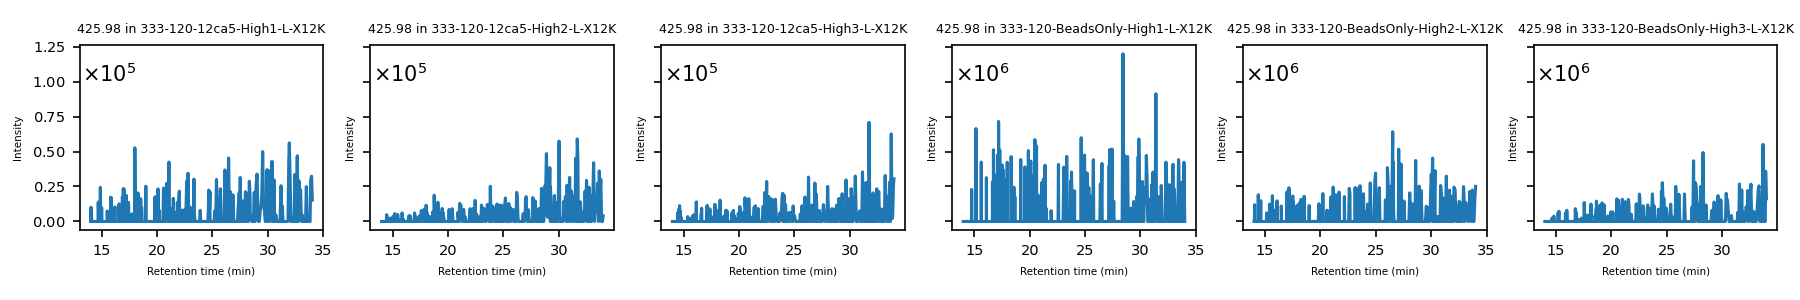 425.98 in 333-120-12ca5-High1-L-X12K
425.98 in 333-120-12ca5-High2-L-X12K
425.98 in 333-120-12ca5-High3-L-X12K
425.98 in 333-120-BeadsOnly-High1-L-X12K
425.98 in 333-120-BeadsOnly-High2-L-X12K
425.98 in 333-120-BeadsOnly-High3-L-X12K
1.25
1.00
0.75
0.50
0.25
0.00
×10⁵
×10⁵
×10⁵
×10⁶
×10⁶
×10⁶
Intensity
Intensity
Intensity
Intensity
Intensity
Intensity
15 20 25 30 35
15 20 25 30
15 20 25 30
15 20 25 30 35
15 20 25 30 35
15 20 25 30
Retention time (min)
Retention time (min)
Retention time (min)
Retention time (min)
Retention time (min)
Retention time (min)